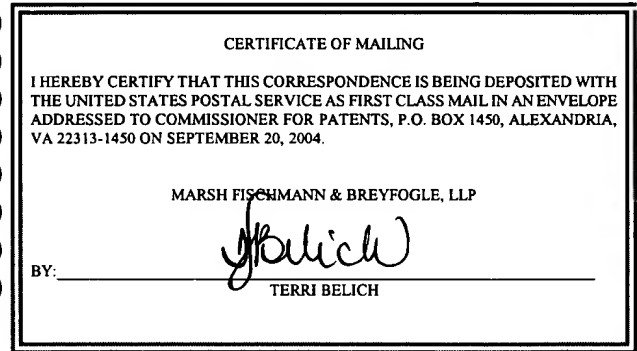 CERTIFICATE OF MAILING
I HEREBY CERTIFY THAT THIS CORRESPONDENCE IS BEING DEPOSITED WITH
THE UNITED STATES POSTAL SERVICE AS FIRST CLASS MAIL IN AN ENVELOPE
ADDRESSED TO COMMISSIONER FOR PATENTS, P.O. BOX 1450, ALEXANDRIA,
VA 22313-1450 ON SEPTEMBER 20, 2004.
MARSH FISCHMANN & BREYFOGLE, LLP
BY: TBelich
TERRI BELICH